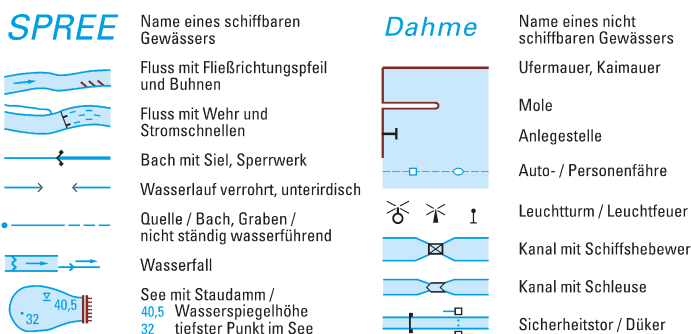 SPREE
Name eines schiffbaren
Gewässers
Fluss mit Fließrichtungspfeil
und Buhnen
Fluss mit Wehr und
Stromschnellen
Bach mit Siel, Sperrwerk
Wasserlauf verrohrt, unterirdisch
Quelle / Bach, Graben /
nicht ständig wasserführend
Wasserfall
40,5
32
See mit Staudamm /
40,5 Wasserspiegelhöhe
32 tiefster Punkt im See
Dahme
Name eines nicht
schiffbaren Gewässers
Ufermauer, Kaimauer
Mole
Anlegestelle
Auto- / Personenfähre
Leuchtturm / Leuchtfeuer
Kanal mit Schiffshebewer
Kanal mit Schleuse
Sicherheitstor / Düker